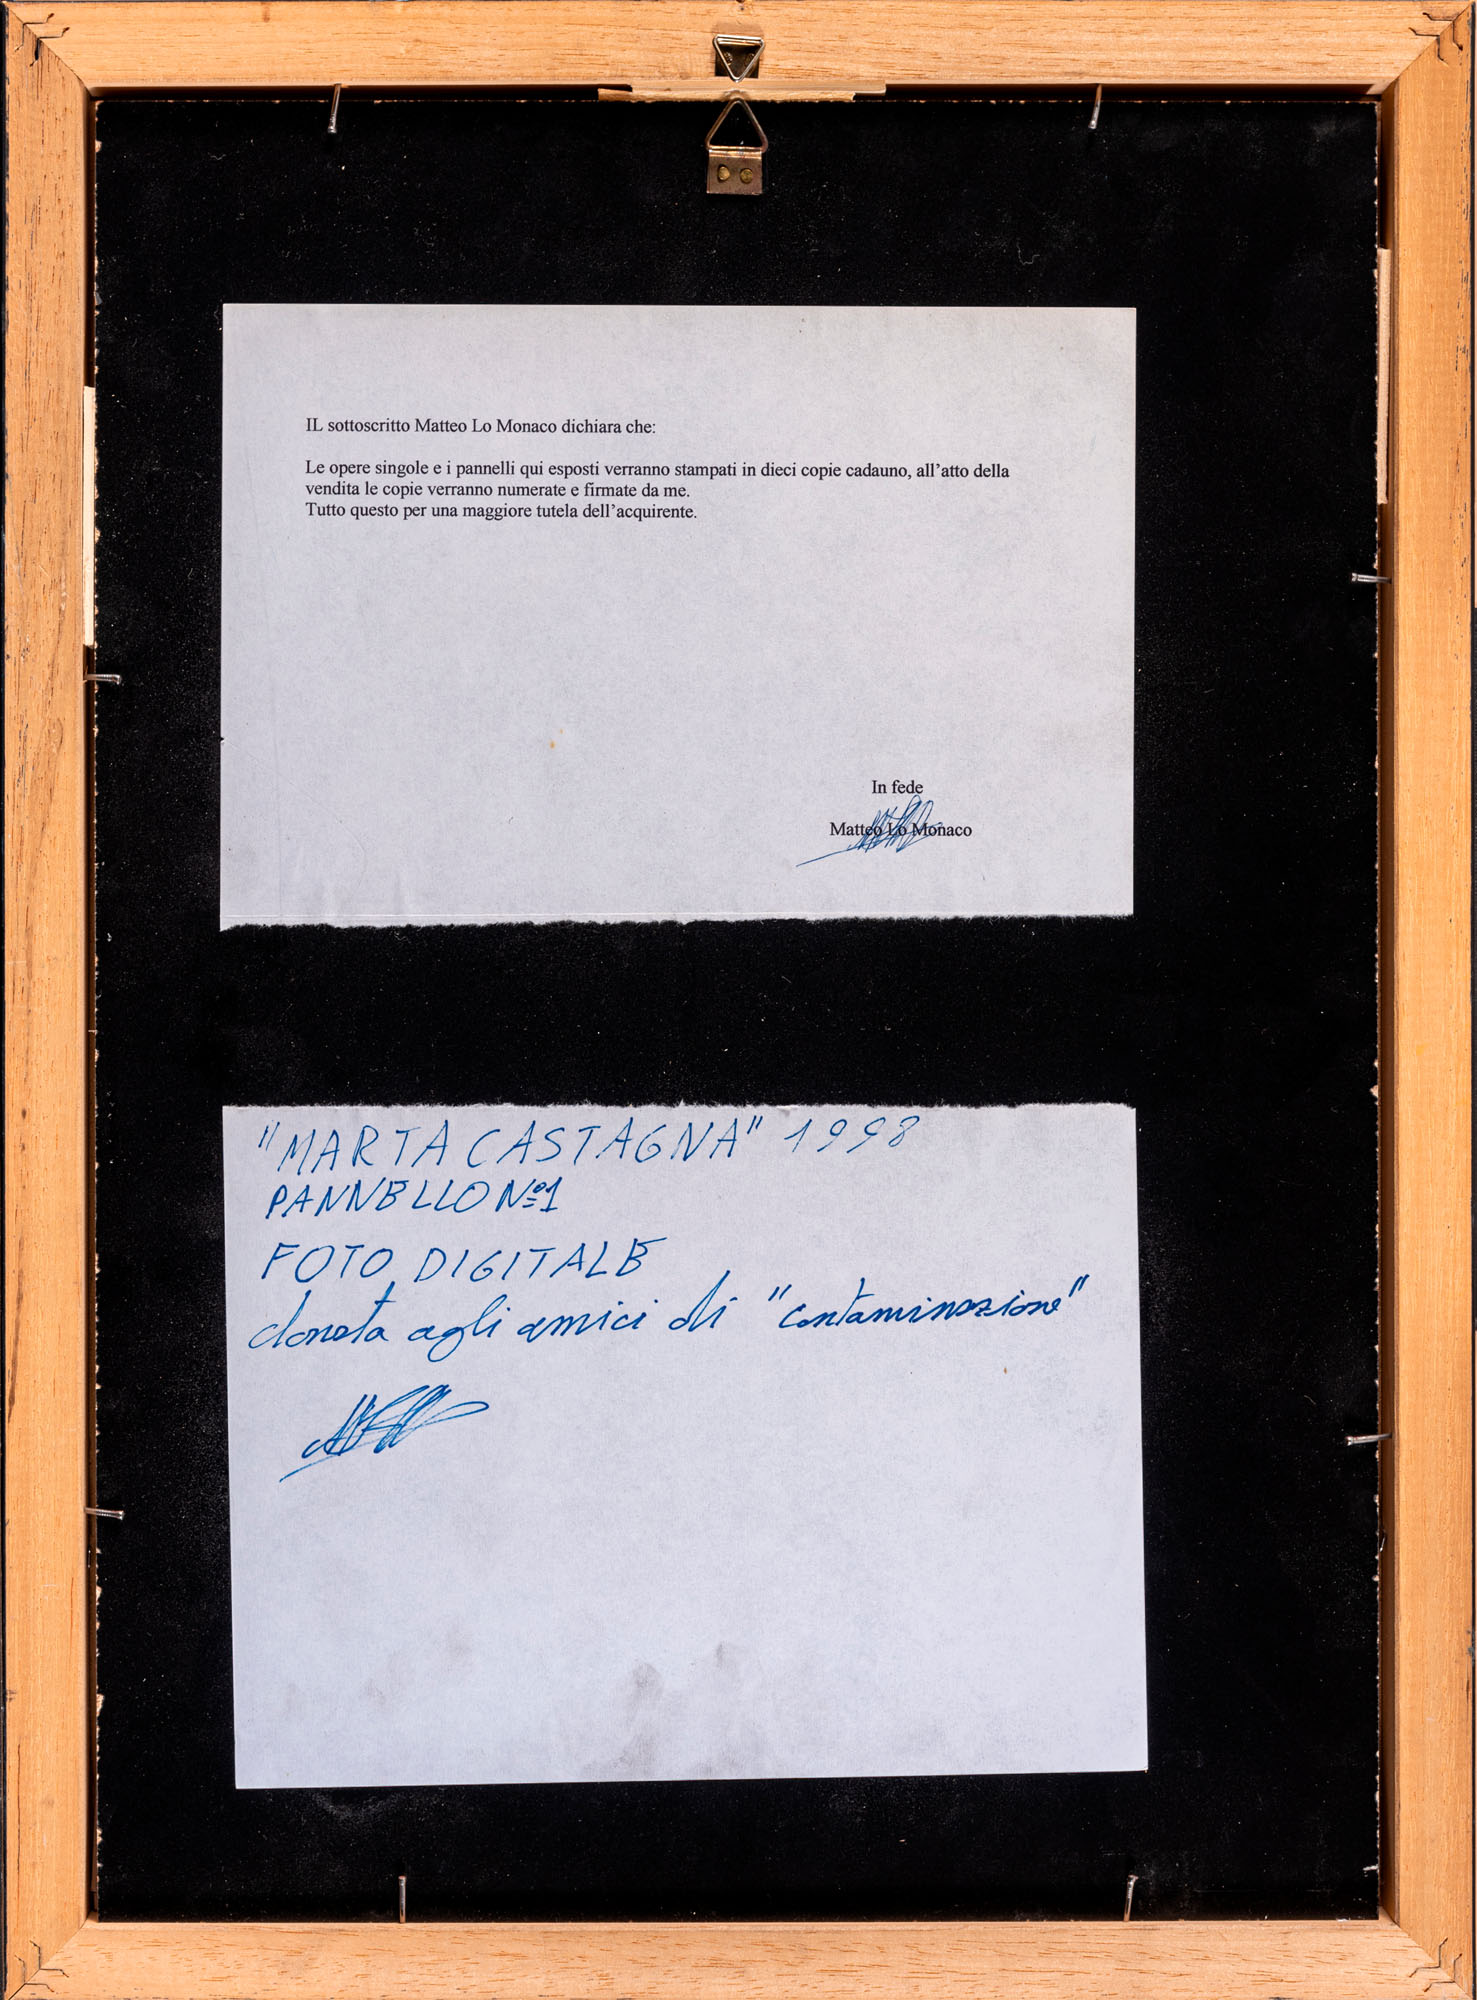 IL sottoscritto Matteo Lo Monaco dichiara che:
Le opere singole e i pannelli qui esposti verranno stampati in dieci copie cadauno, all’atto della
vendita le copie verranno numerate e firmate da me.
Tutto questo per una maggiore tutela dell’acquirente.
In fede
Matteo Lo Monaco
"MARTA CASTAGNA" 1998
PANNELLO Nº1
FOTO DIGITALE
donata agli amici di "Contaminazione"